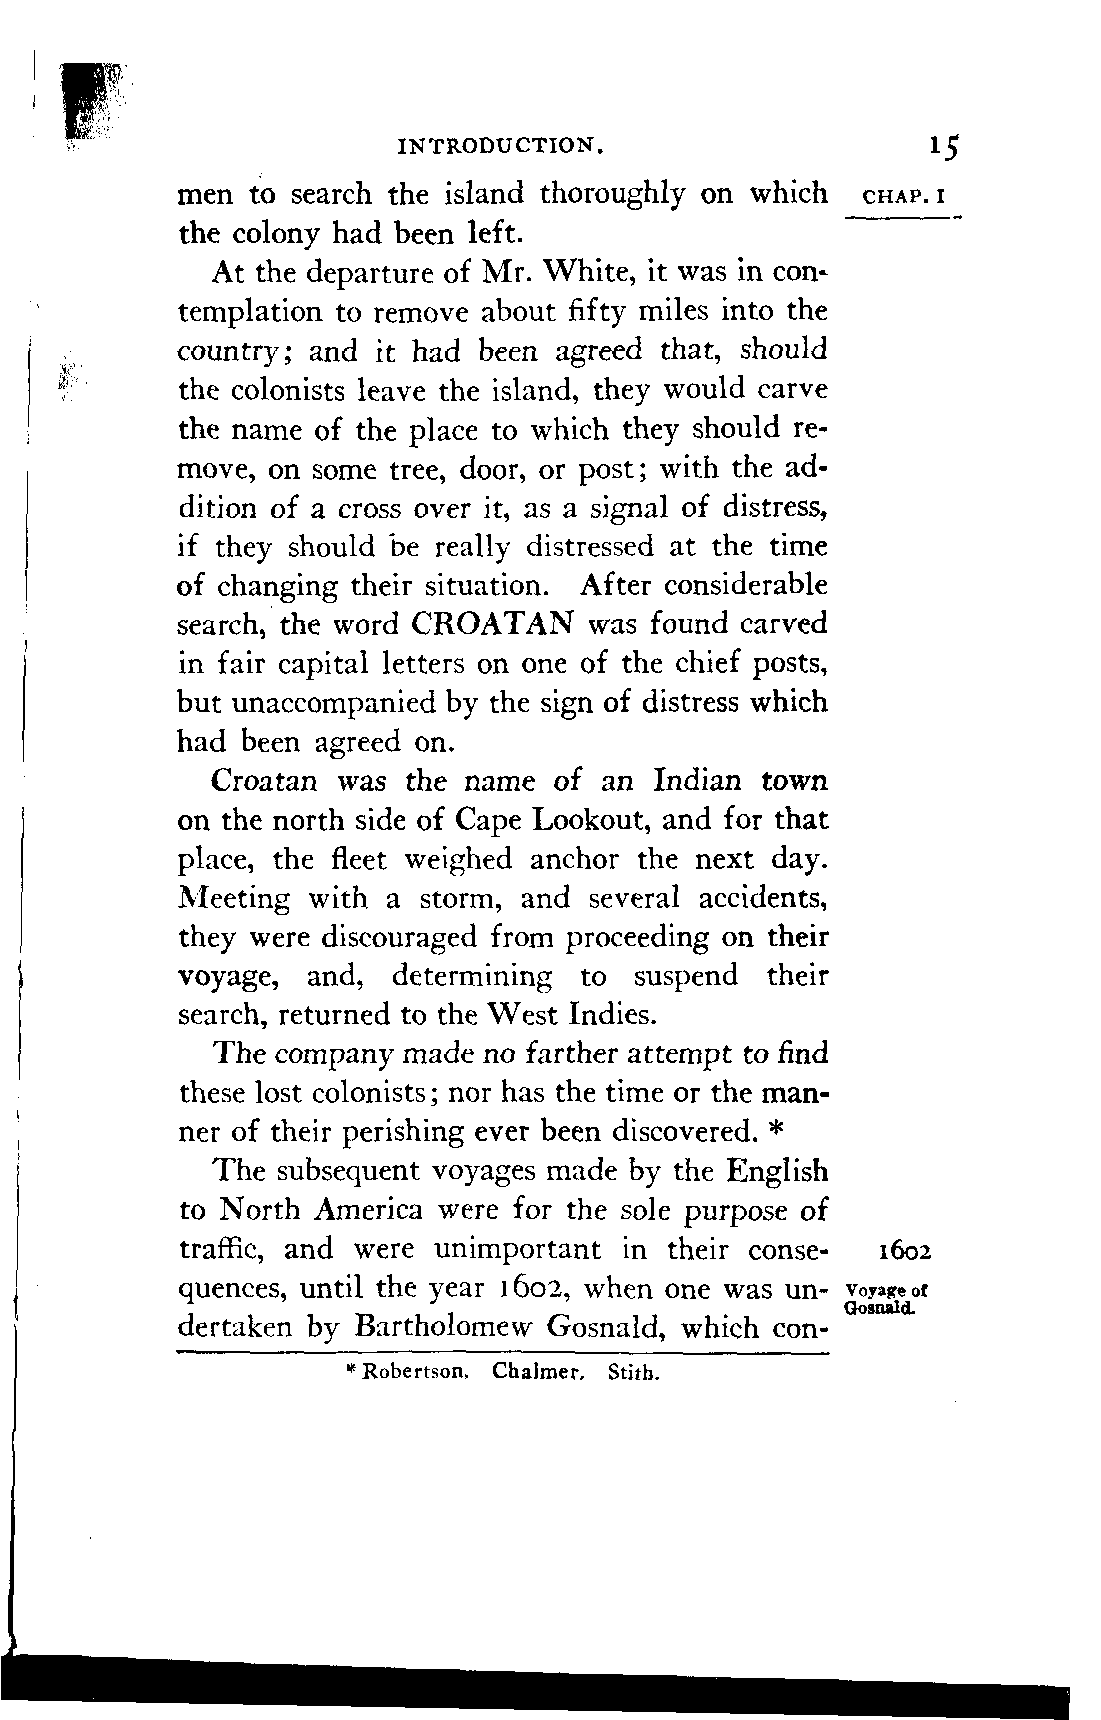 INTRODUCTION. 15
men to search the island thoroughly on which CHAP. I
the colony had been left.
At the departure of Mr. White, it was in con-
templation to remove about fifty miles into the
country; and it had been agreed that, should
the colonists leave the island, they would carve
the name of the place to which they should re-
move, on some tree, door, or post; with the ad-
dition of a cross over it, as a signal of distress,
if they should be really distressed at the time
of changing their situation. After considerable
search, the word CROATAN was found carved
in fair capital letters on one of the chief posts,
but unaccompanied by the sign of distress which
had been agreed on.
Croatan was the name of an Indian town
on the north side of Cape Lookout, and for that
place, the fleet weighed anchor the next day.
Meeting with a storm, and several accidents,
they were discouraged from proceeding on their
voyage, and, determining to suspend their
search, returned to the West Indies.
The company made no farther attempt to find
these lost colonists; nor has the time or the man-
ner of their perishing ever been discovered. *
The subsequent voyages made by the English
to North America were for the sole purpose of
traffic, and were unimportant in their conse- 1602
quences, until the year 1602, when one was un- Voyage of
Gosnald.
dertaken by Bartholomew Gosnald, which con-
* Robertson. Chalmer. Stith.